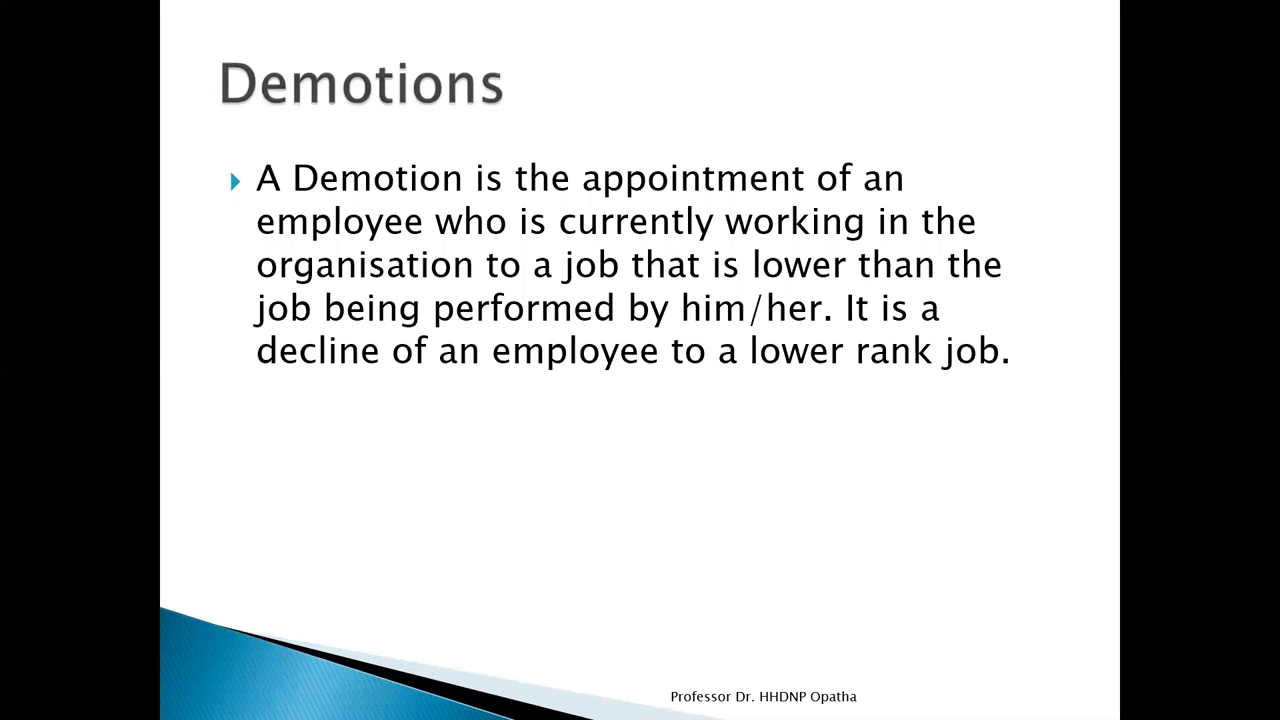 Demotions
A Demotion is the appointment of an
employee who is currently working in the
organisation to a job that is lower than the
job being performed by him/her. It is a
decline of an employee to a lower rank job.
Professor Dr. HHDNP Opatha